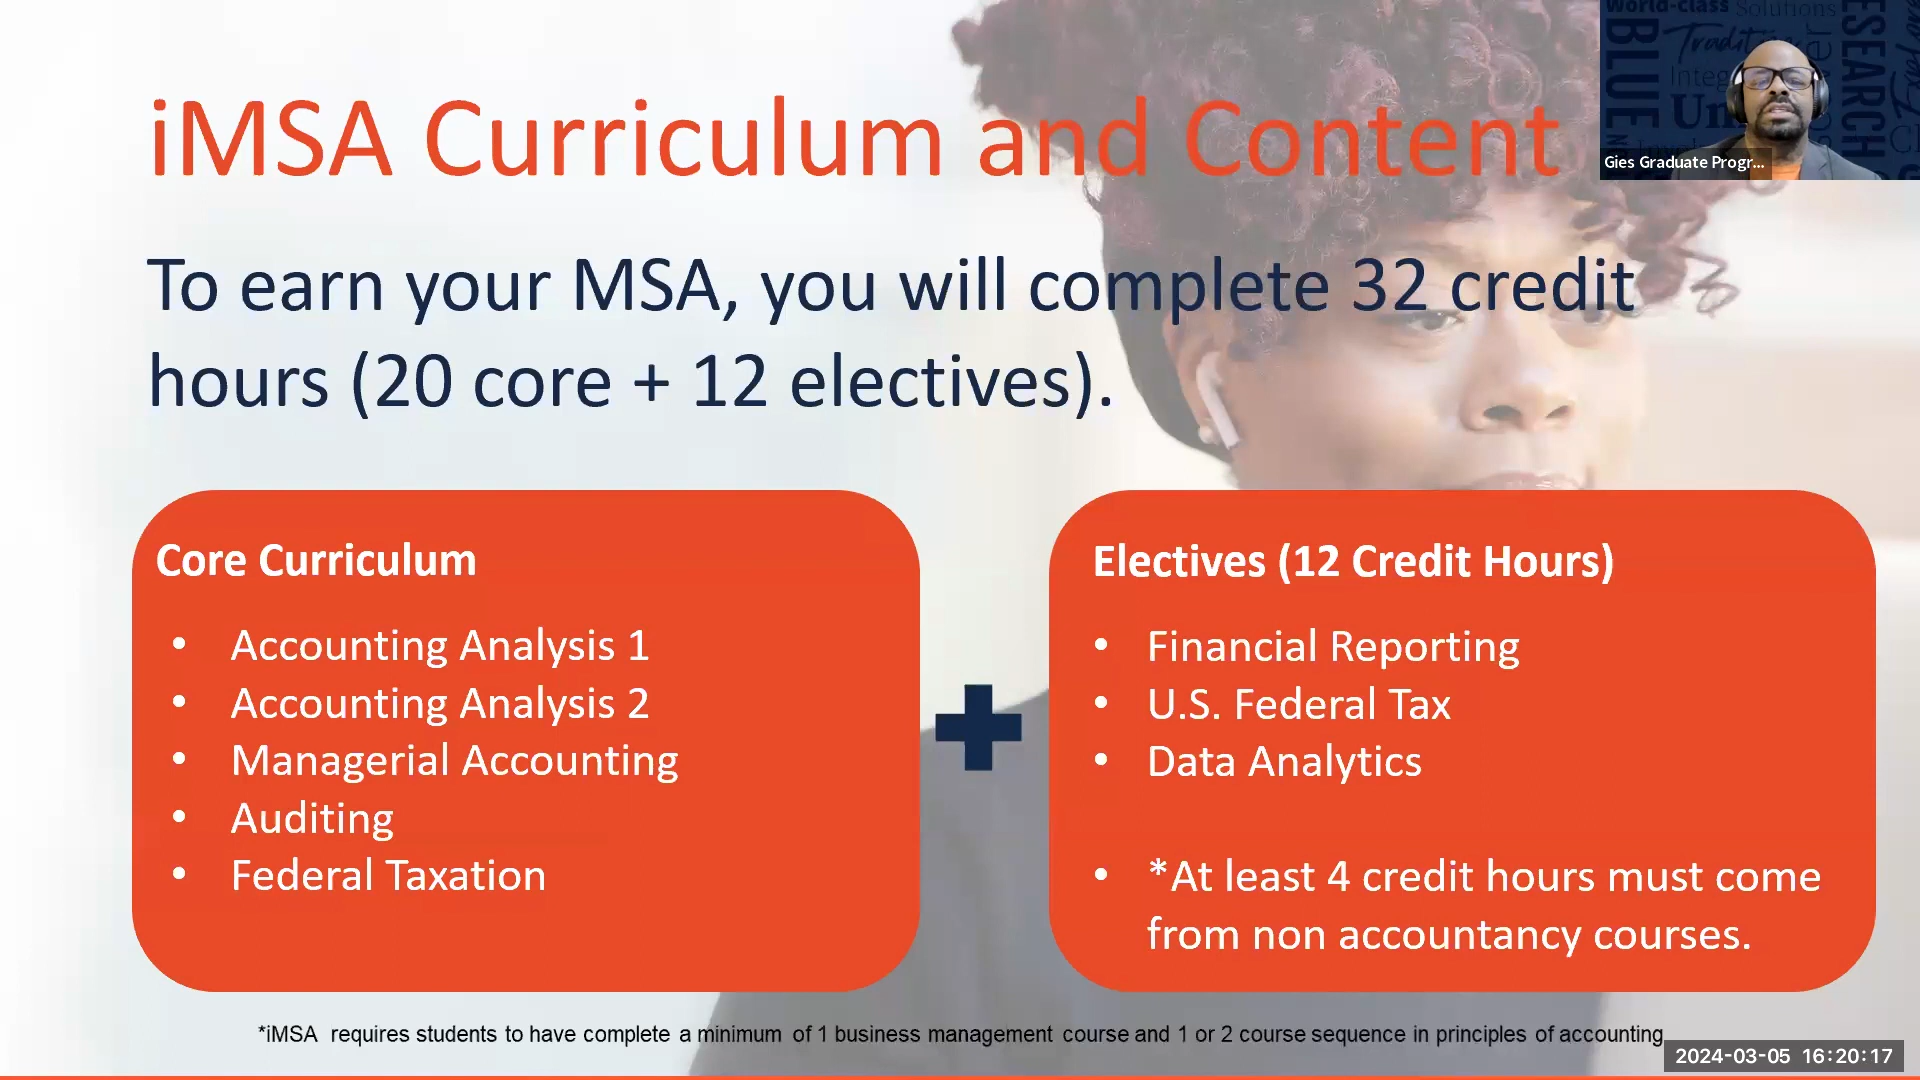 iMSA Curriculum and Content
To earn your MSA, you will complete 32 credit
hours (20 core + 12 electives).
Core Curriculum
• Accounting Analysis 1
• Accounting Analysis 2
• Managerial Accounting
• Auditing
• Federal Taxation
Electives (12 Credit Hours)
• Financial Reporting
• U.S. Federal Tax
• Data Analytics
• *At least 4 credit hours must come
from non accountancy courses.
*iMSA requires students to have complete a minimum of 1 business management course and 1 or 2 course sequence in principles of accounting
World-class Solutions
BLUE
Gies Graduate Progr...
2024-03-05 16:20:17